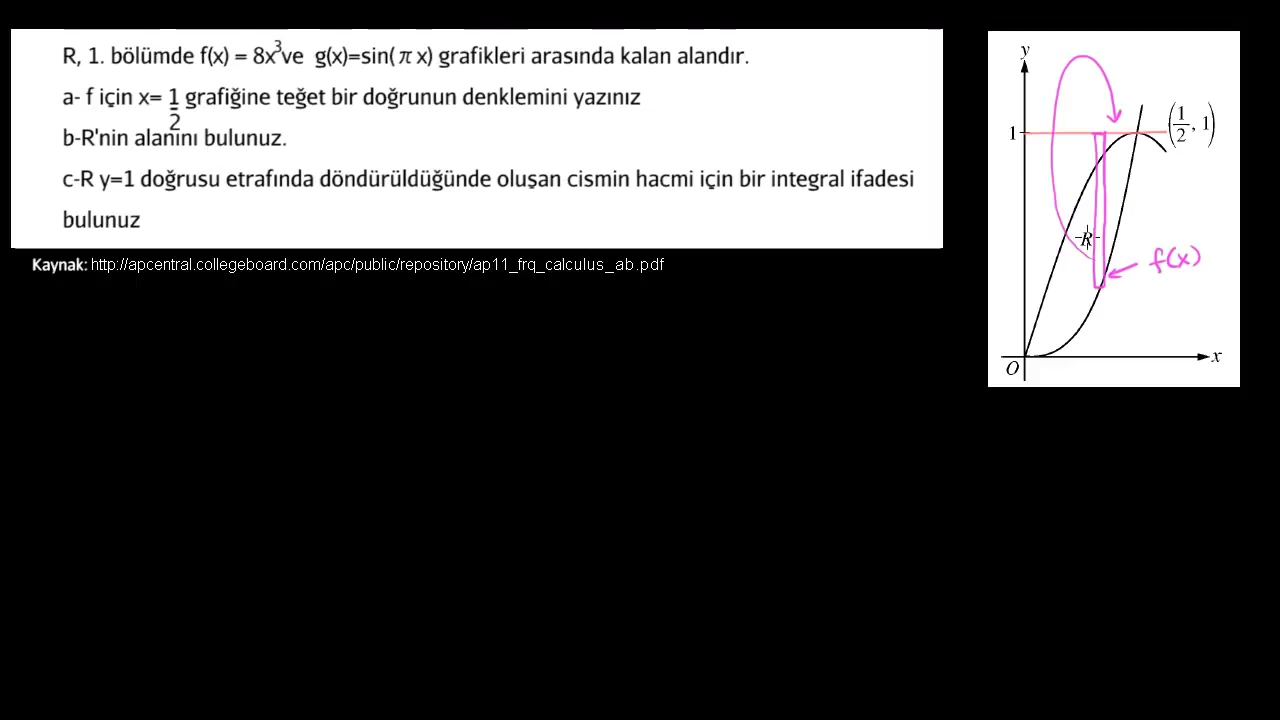 R, 1. bölümde f(x) = 8x³ve g(x)=sin(π x) grafikleri arasında kalan alandır.
a- f için x= 1/2 grafiğine teğet bir doğrunun denklemini yazınız
b-R'nin alanını bulunuz.
c-R y=1 doğrusu etrafında döndürüldüğünde oluşan cismin hacmi için bir integral ifadesi
bulunuz
Kaynak: http://apcentral.collegeboard.com/apc/public/repository/ap11_frq_calculus_ab.pdf
y
(1/2, 1)
1
R
f(x)
x
O